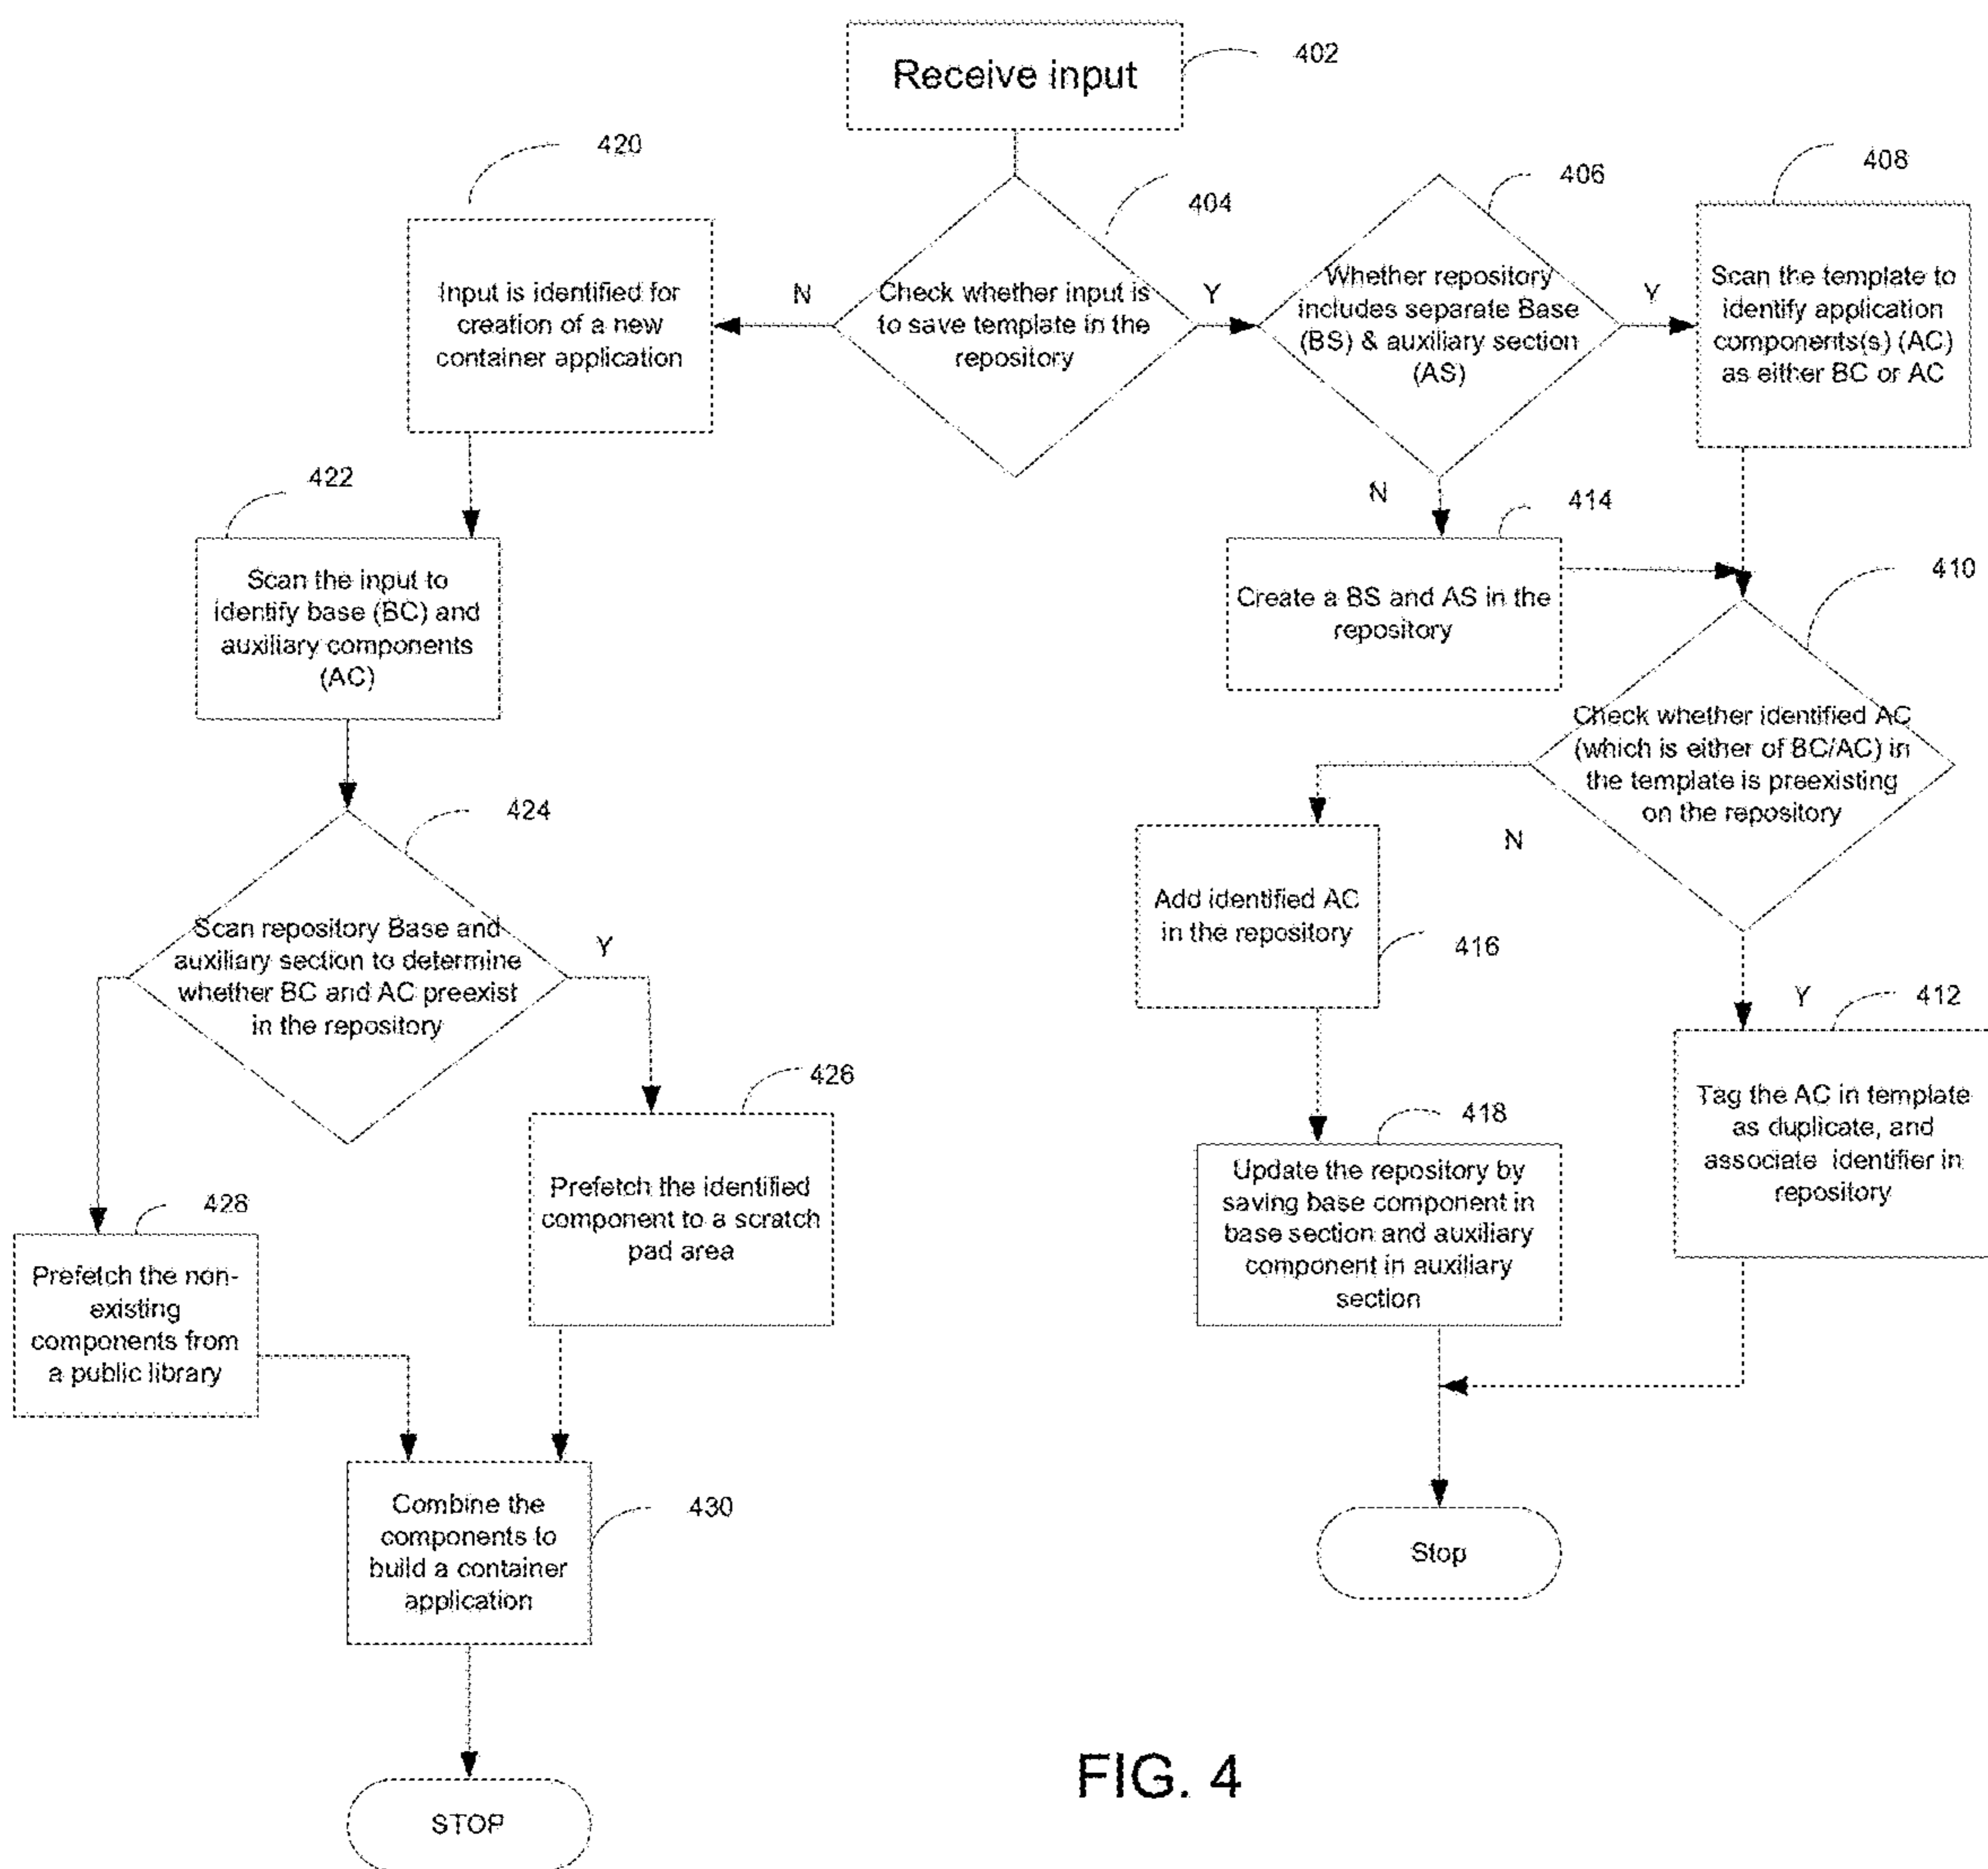 Receive input
402
420
404
406
408
Input is identified for
creation of a new
container application
N
Check whether input is
to save template in the
repository
Y
Whether repository
includes separate Base
(BS) & auxiliary section
(AS)
Y
Scan the template to
identify application
components(s) (AC)
as either BC or AC
422
N
414
Scan the input to
identify base (BC) and
auxiliary components
(AC)
Create a BS and AS in the
repository
410
Check whether identified AC
(which is either of BC/AC) in
the template is preexisting
on the repository
424
N
Add identified AC
in the repository
416
Scan repository Base and
auxiliary section to determine
whether BC and AC preexist
in the repository
Y
Y
412
426
Tag the AC in template
as duplicate, and
associate identifier in
repository
418
Update the repository by
saving base component in
base section and auxiliary
component in auxiliary
section
Prefetch the identified
component to a scratch
pad area
428
Prefetch the non-
existing
components from
a public library
Combine the
components to
build a container
application
430
Stop
STOP
FIG. 4